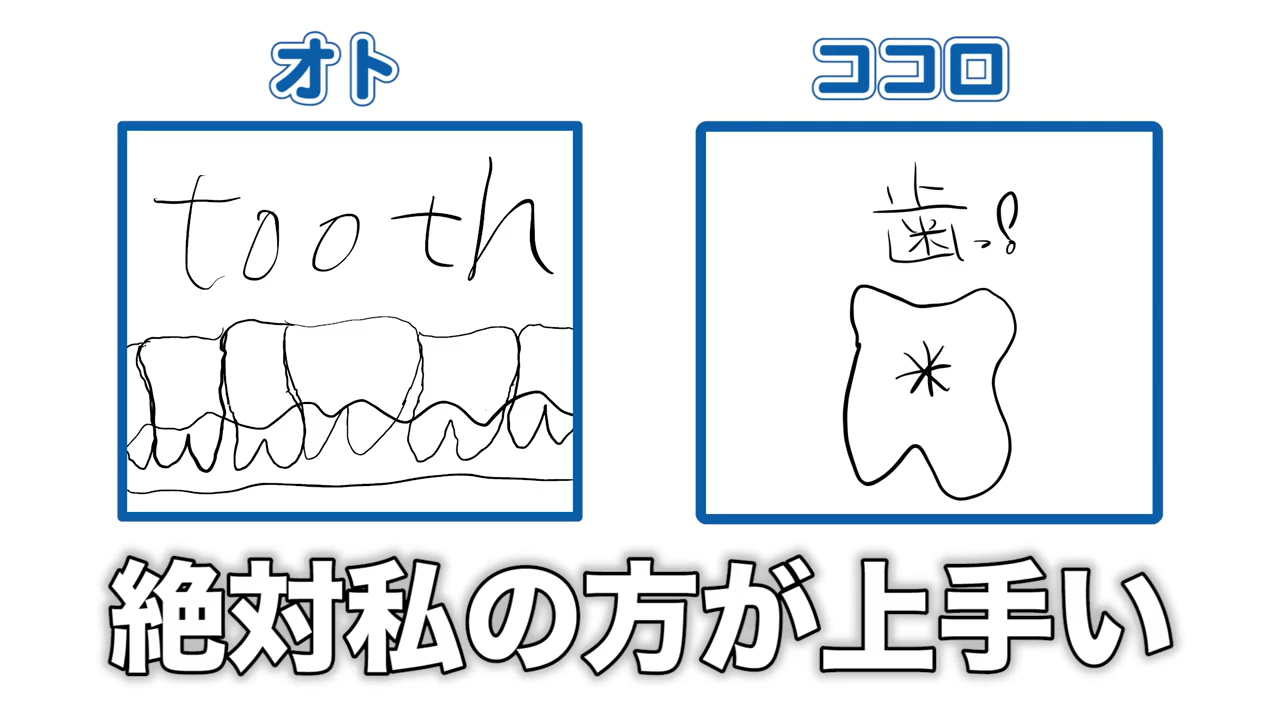 オト
ココロ
tooth
歯っ!
絶対私の方が上手い